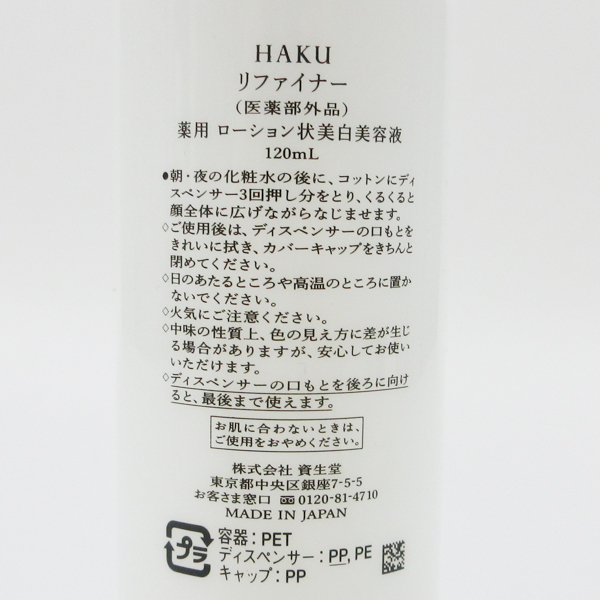 HAKU
リファイナー
(医薬部外品)
薬用 ローション状美白美容液
120mL
●朝・夜の化粧水の後に、コットンにディ
スペンサー3回押し分をとり、くるくると
顔全体に広げながらなじませます。
◇ご使用後は、ディスペンサーの口もとを
きれいに拭き、カバーキャップをきちんと
閉めてください。
◇日のあたるところや高温のところに置か
ないでください。
◇火気にご注意ください。
◇中味の性質上、色の見え方に差が生じ
る場合がありますが、安心してお使い
いただけます。
◇ディスペンサーの口もとを後ろに向け
ると、最後まで使えます。
お肌に合わないときは、
ご使用をおやめください。
株式会社 資生堂
東京都中央区銀座7-5-5
お客さま窓口 0120-81-4710
MADE IN JAPAN
プラ
容器:PET
ディスペンサー:PP, PE
キャップ:PP